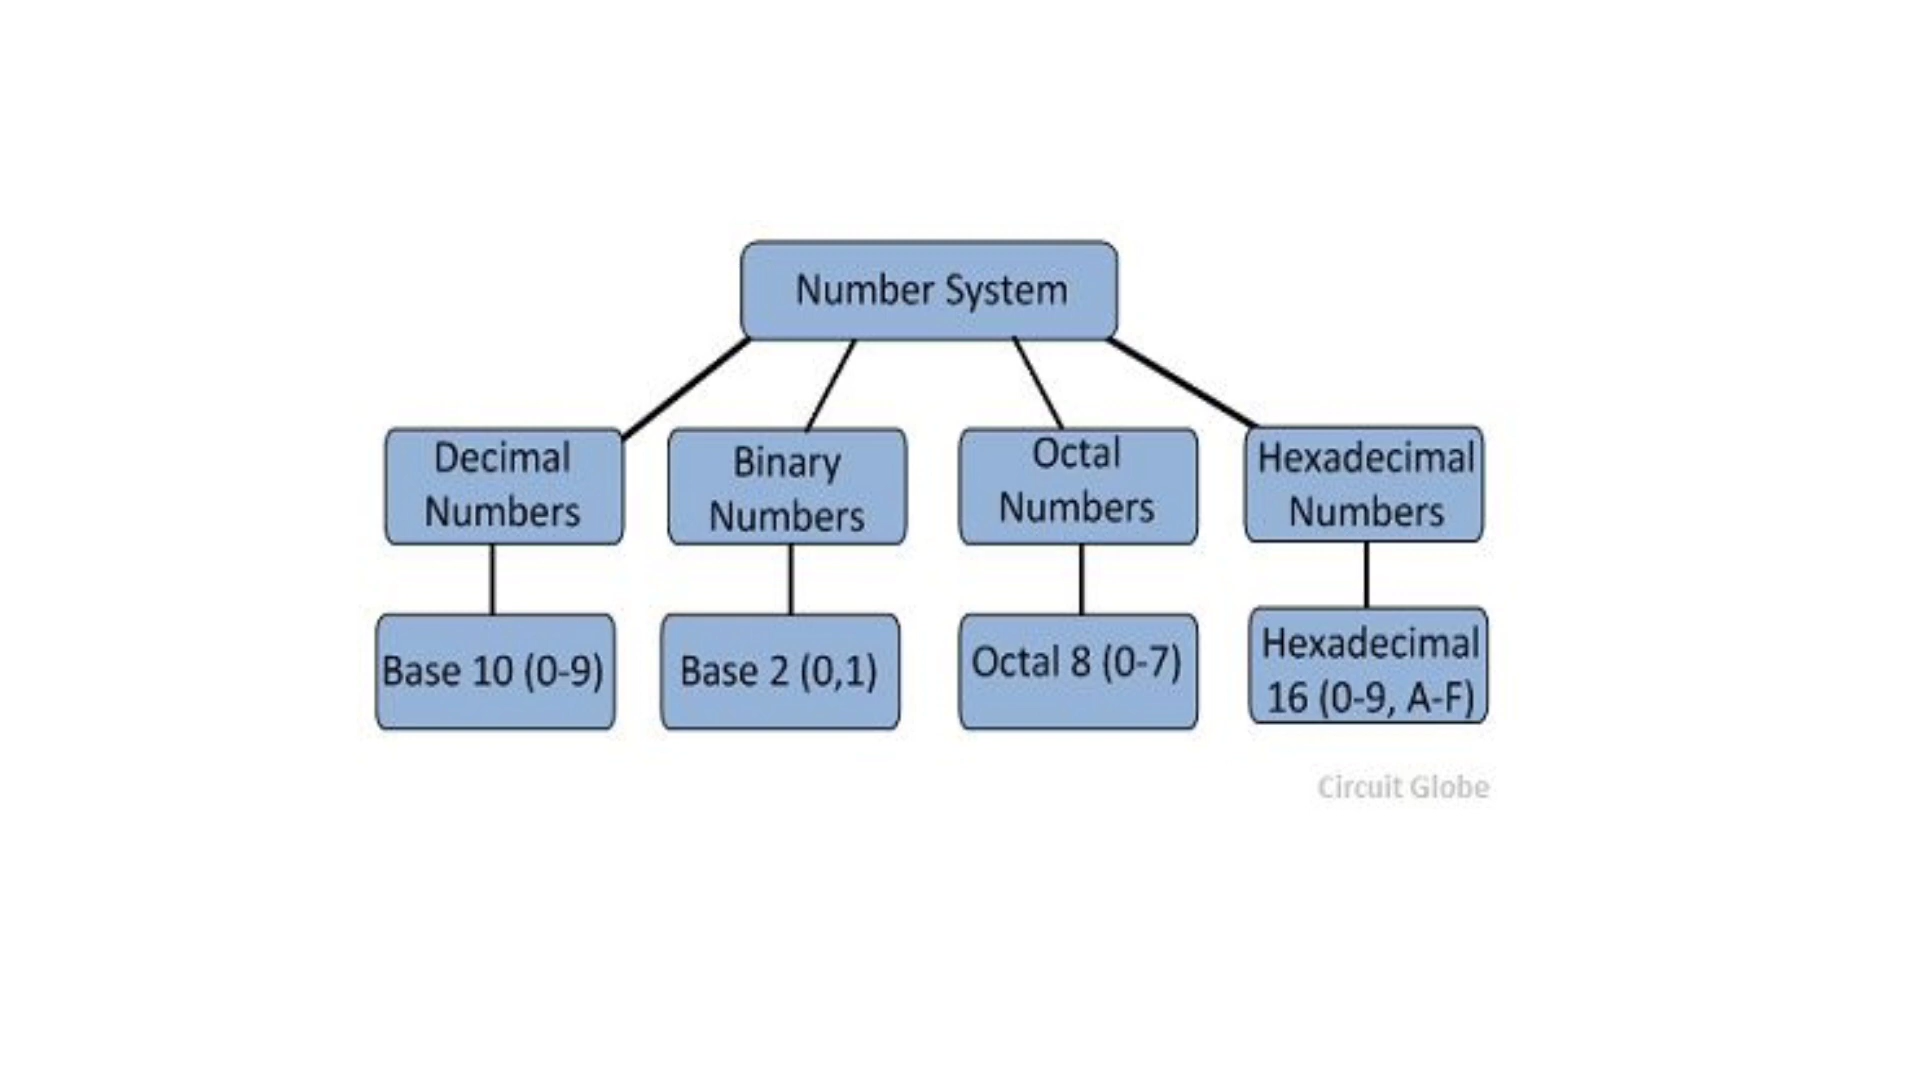 Number System
Decimal
Numbers
Binary
Numbers
Octal
Numbers
Hexadecimal
Numbers
Base 10 (0-9)
Base 2 (0,1)
Octal 8 (0-7)
Hexadecimal
16 (0-9, A-F)
Circuit Globe